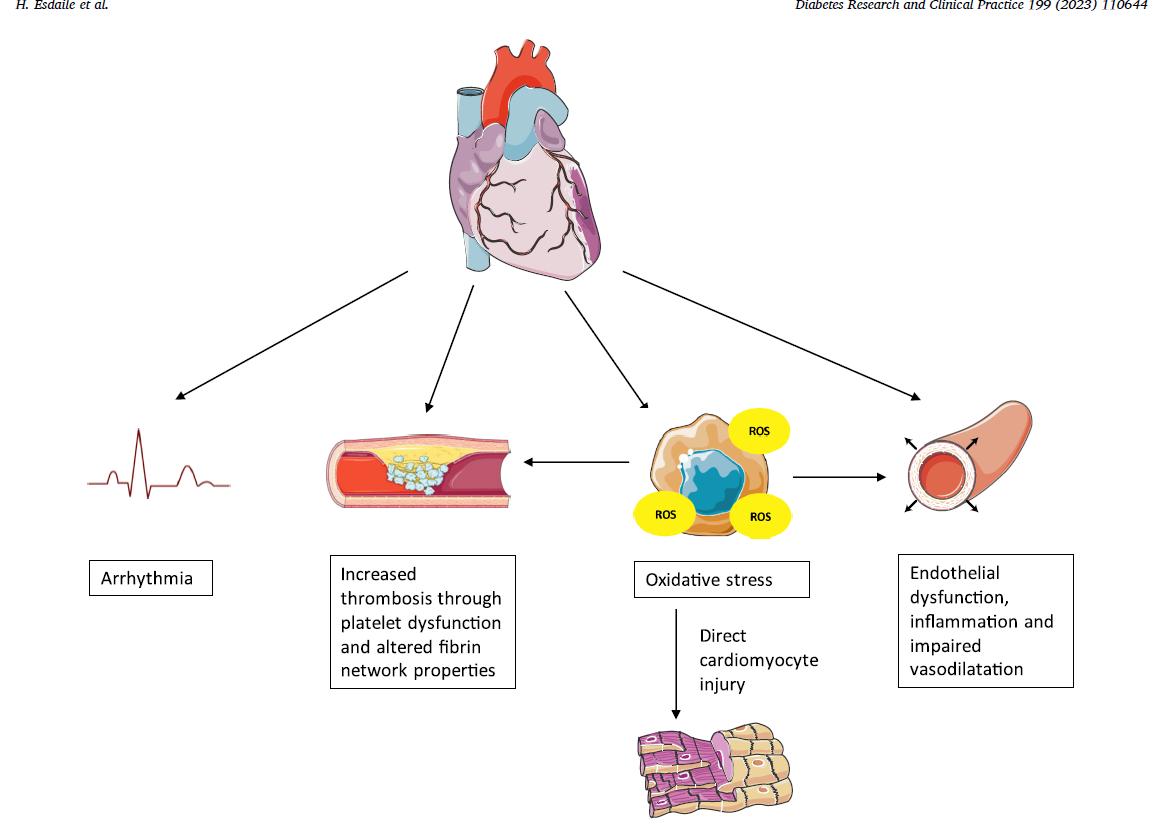 H. Esdaile et al.
Diabetes Research and Clinical Practice 199 (2023) 110644
ROS
ROS
ROS
Arrhythmia
Increased
thrombosis through
platelet dysfunction
and altered fibrin
network properties
Oxidative stress
Endothelial
dysfunction,
inflammation and
impaired
vasodilatation
Direct
cardiomyocyte
injury